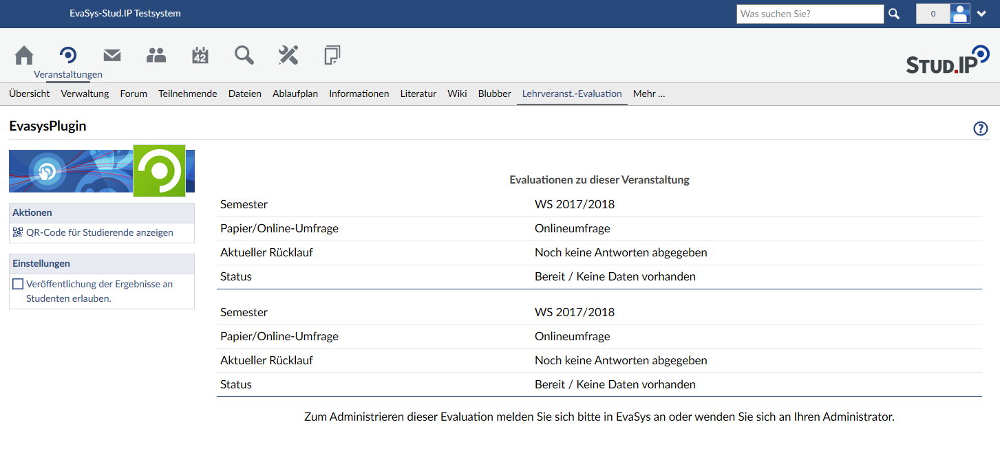 EvaSys-Stud.IP Testsystem
Was suchen Sie?
0
42
Veranstaltungen
STUD.IP
Übersicht Verwaltung Forum Teilnehmende Dateien Ablaufplan Informationen Literatur Wiki Blubber Lehrveranst.-Evaluation Mehr ...
EvasysPlugin
?
Aktionen
QR-Code für Studierende anzeigen
Einstellungen
Veröffentlichung der Ergebnisse an
Studenten erlauben.
Evaluationen zu dieser Veranstaltung
Semester WS 2017/2018
Papier/Online-Umfrage Onlineumfrage
Aktueller Rücklauf Noch keine Antworten abgegeben
Status Bereit / Keine Daten vorhanden
Semester WS 2017/2018
Papier/Online-Umfrage Onlineumfrage
Aktueller Rücklauf Noch keine Antworten abgegeben
Status Bereit / Keine Daten vorhanden
Zum Administrieren dieser Evaluation melden Sie sich bitte in EvaSys an oder wenden Sie sich an Ihren Administrator.